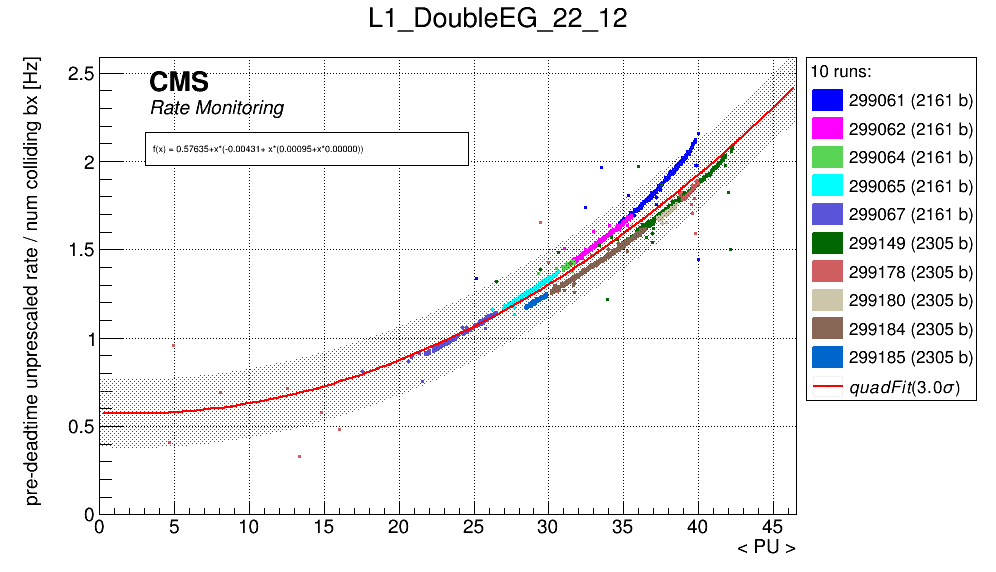 L1_DoubleEG_22_12
pre-deadtime unprescaled rate / num colliding bx [Hz]
2.5
2
1.5
1
0.5
0
CMS
Rate Monitoring
f(x) = 0.57635+x*(-0.00431+ x*(0.00095+x*0.00000))
0 5 10 15 20 25 30 35 40 45
< PU >
10 runs:
299061 (2161 b)
299062 (2161 b)
299064 (2161 b)
299065 (2161 b)
299067 (2161 b)
299149 (2305 b)
299178 (2305 b)
299180 (2305 b)
299184 (2305 b)
299185 (2305 b)
quadFit(3.0σ)